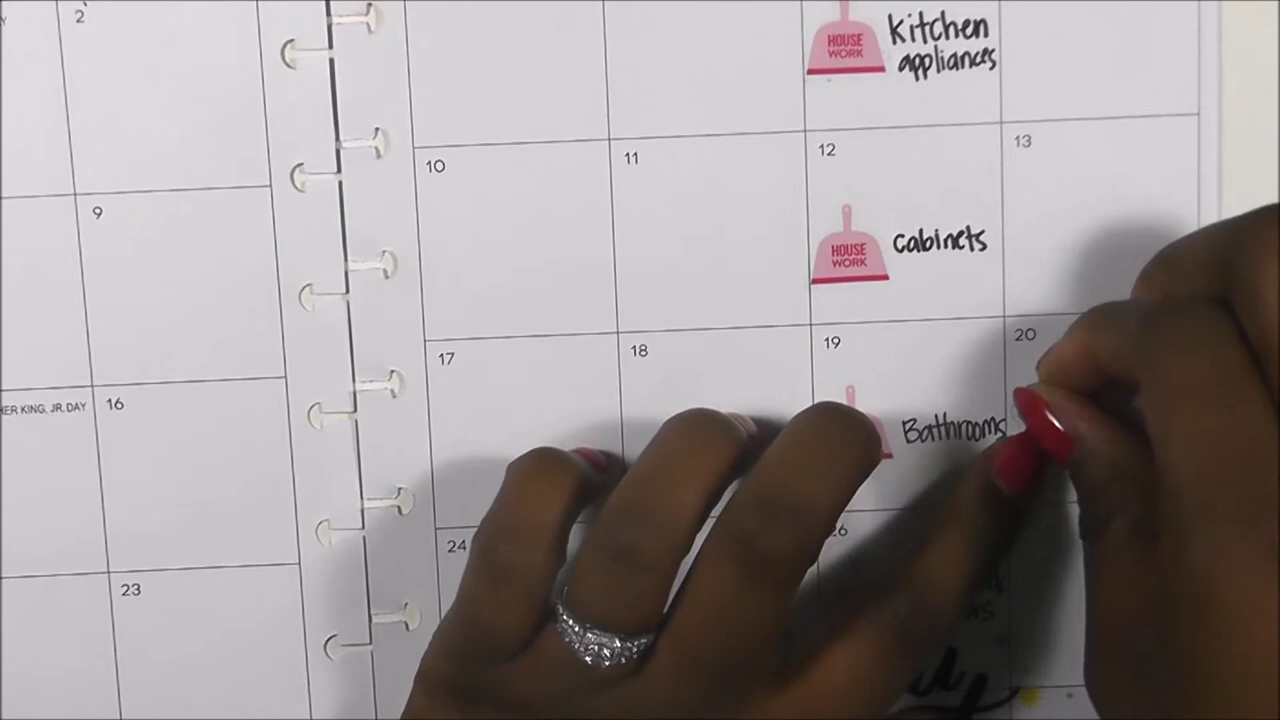 2
HOUSE
WORK
kitchen
appliances
10
11
12
13
9
HOUSE
WORK
cabinets
17
18
19
20
HER KING, JR. DAY
16
Bathrooms
24
26
23